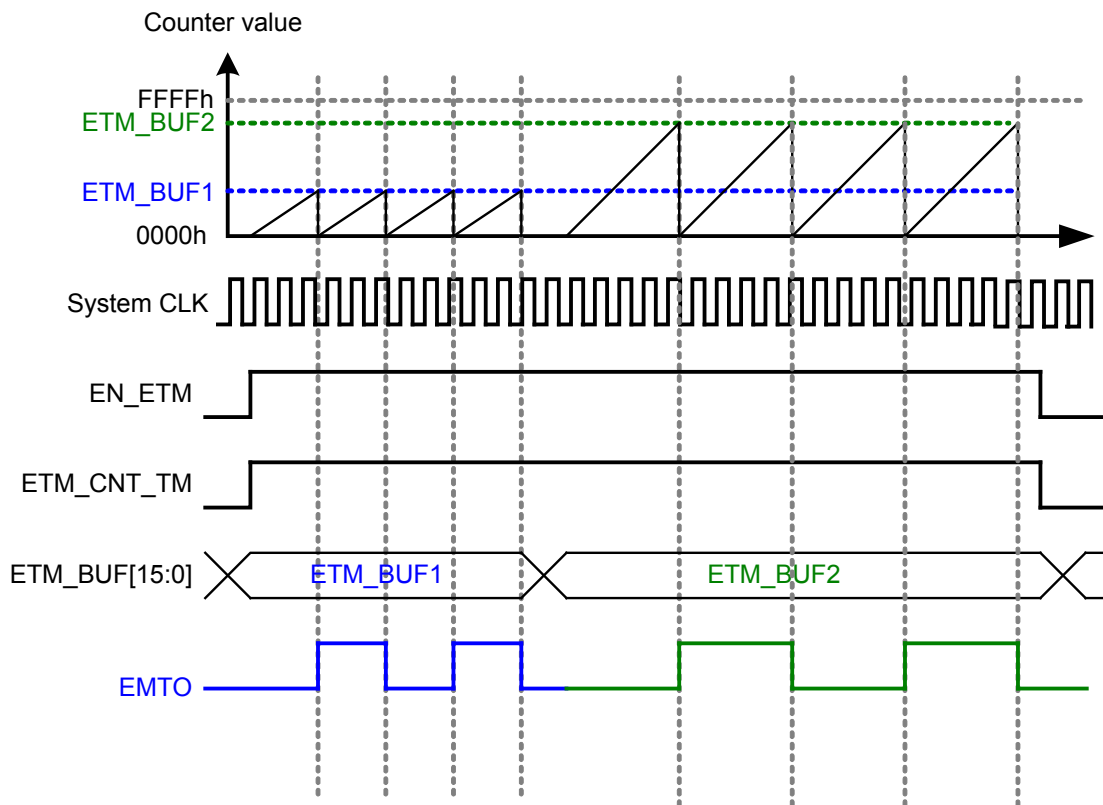 Counter value
FFFFh
ETM_BUF2
ETM_BUF1
0000h
System CLK
EN_ETM
ETM_CNT_TM
ETM_BUF[15:0]
ETM_BUF1
ETM_BUF2
EMTO